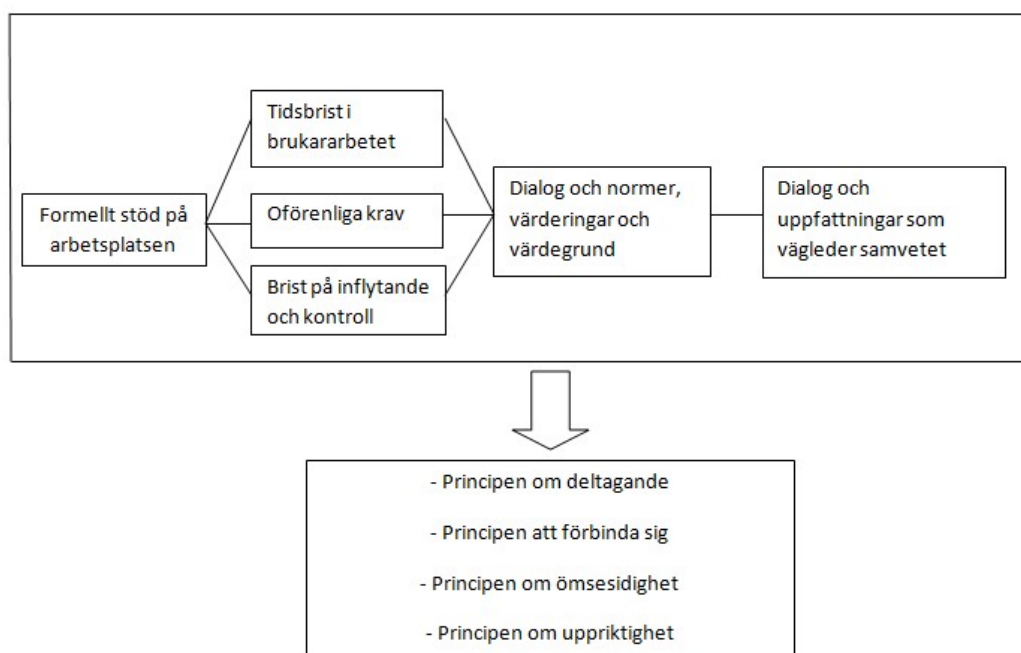 Formellt stöd på
arbetsplatsen
Tidsbrist i
brukararbetet
Oförenliga krav
Brist på inflytande
och kontroll
Dialog och normer,
värderingar och
värdegrund
Dialog och
uppfattningar som
vägleder samvetet
- Principen om deltagande
- Principen att förbinda sig
- Principen om ömsesidighet
- Principen om uppriktighet